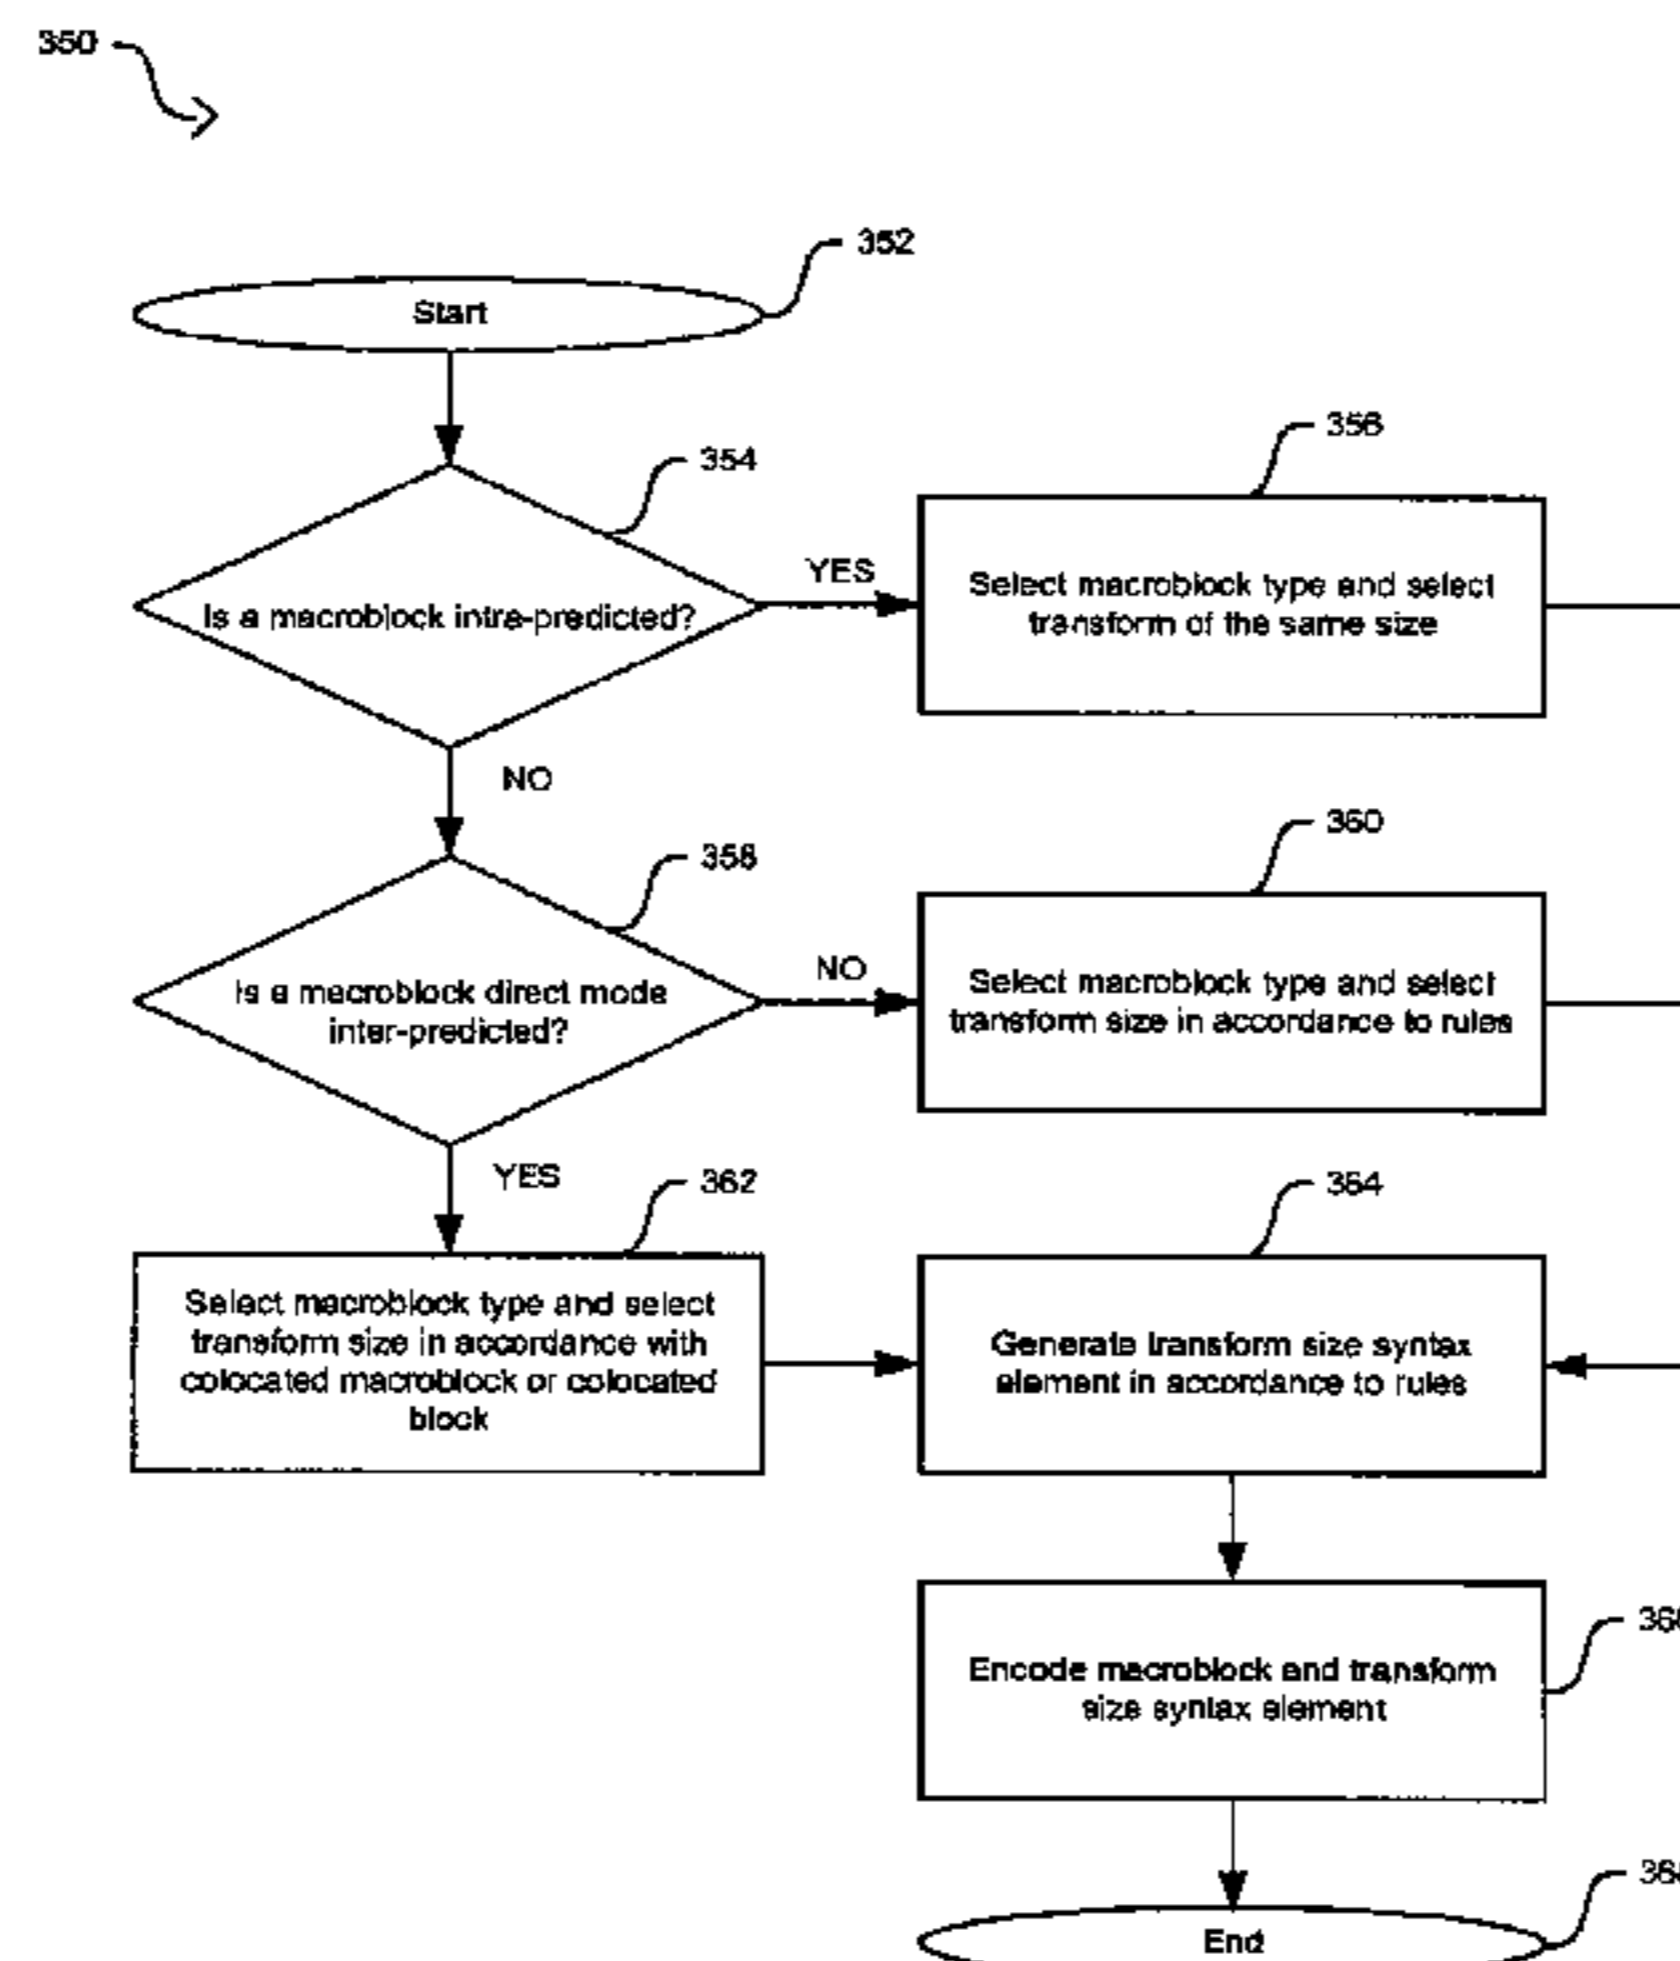 350
352
Start
354
356
YES
Is a macroblock intra-predicted?
Select macroblock type and select
transform of the same size
NO
358
360
NO
Is a macroblock direct mode
inter-predicted?
Select macroblock type and select
transform size in accordance to rules
YES
362
364
Select macroblock type and select
transform size in accordance with
colocated macroblock or colocated
block
Generate transform size syntax
element in accordance to rules
Encode macroblock and transform
size syntax element
End